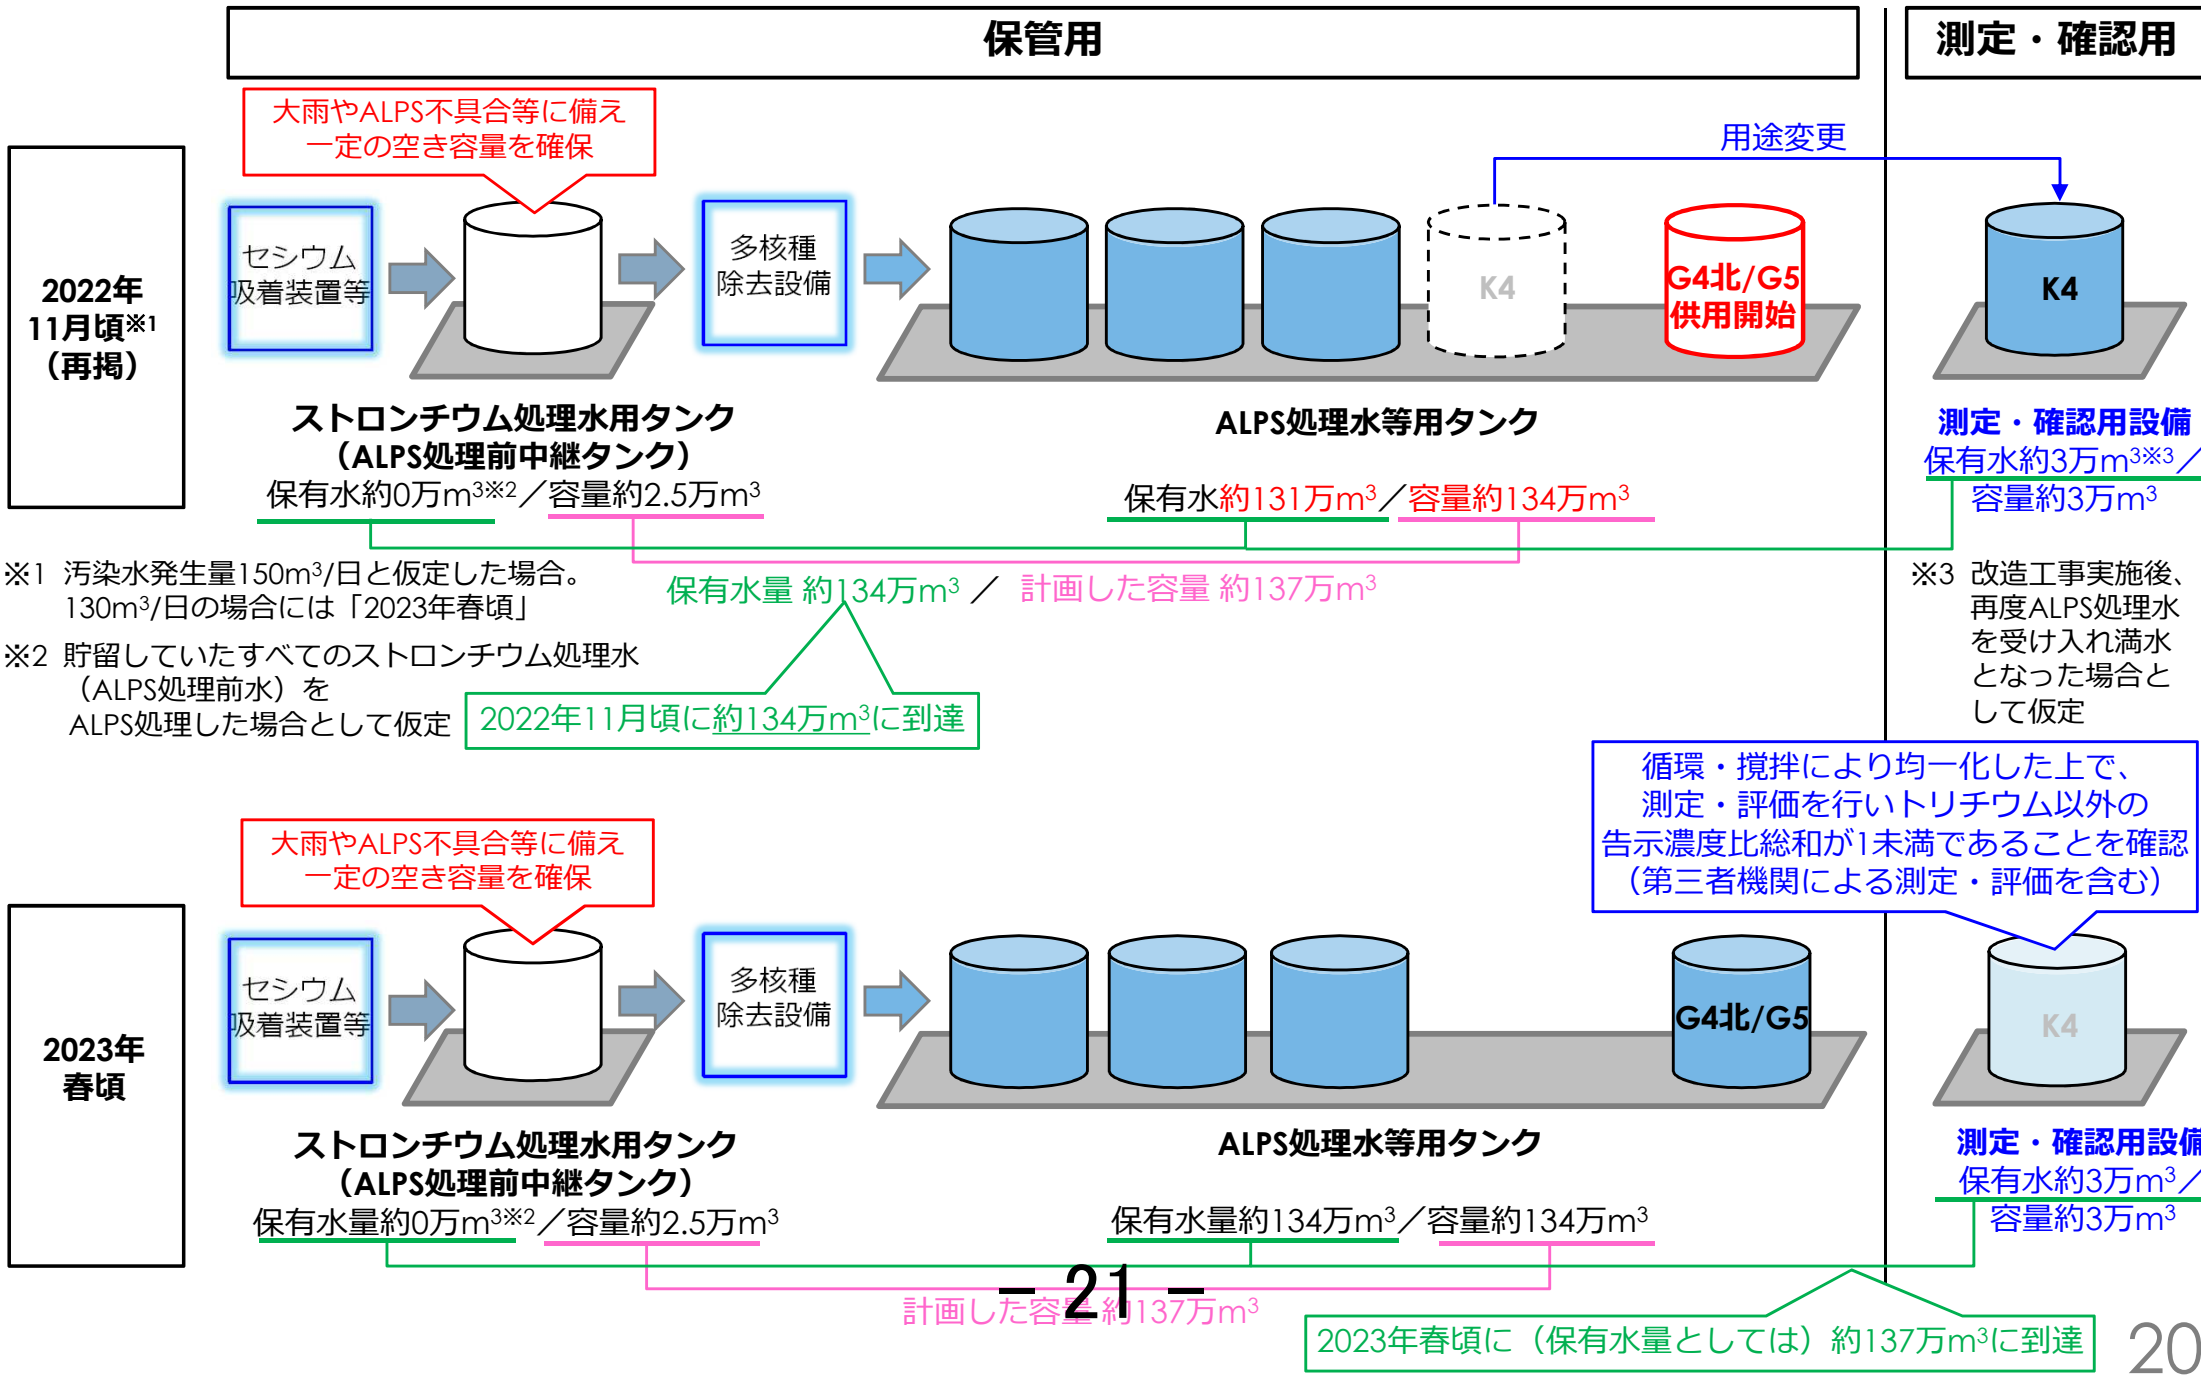 保管用
測定・確認用
大雨やALPS不具合等に備え
一定の空き容量を確保
用途変更
2022年
11月頃※1
（再掲）
セシウム
吸着装置等
多核種
除去設備
K4
G4北/G5
供用開始
K4
ストロンチウム処理水用タンク
（ALPS処理前中継タンク）
保有水約0万m3※2／容量約2.5万m3
ALPS処理水等用タンク
保有水約131万m3／容量約134万m3
測定・確認用設備
保有水約3万m3※3／
容量約3万m3
※1 汚染水発生量150m3/日と仮定した場合。
130m3/日の場合には「2023年春頃」
※2 貯留していたすべてのストロンチウム処理水
（ALPS処理前水）を
ALPS処理した場合として仮定
保有水量 約134万m3 ／ 計画した容量 約137万m3
2022年11月頃に約134万m3に到達
※3 改造工事実施後、
再度ALPS処理水
を受け入れ満水
となった場合と
して仮定
循環・撹拌により均一化した上で、
測定・評価を行いトリチウム以外の
告示濃度比総和が1未満であることを確認
（第三者機関による測定・評価を含む）
大雨やALPS不具合等に備え
一定の空き容量を確保
2023年
春頃
セシウム
吸着装置等
多核種
除去設備
G4北/G5
K4
ストロンチウム処理水用タンク
（ALPS処理前中継タンク）
保有水量約0万m3※2／容量約2.5万m3
ALPS処理水等用タンク
保有水量約134万m3／容量約134万m3
測定・確認用設備
保有水約3万m3／
容量約3万m3
計画した容量 約137万m3
－ 21 －
2023年春頃に（保有水量としては）約137万m3に到達
20